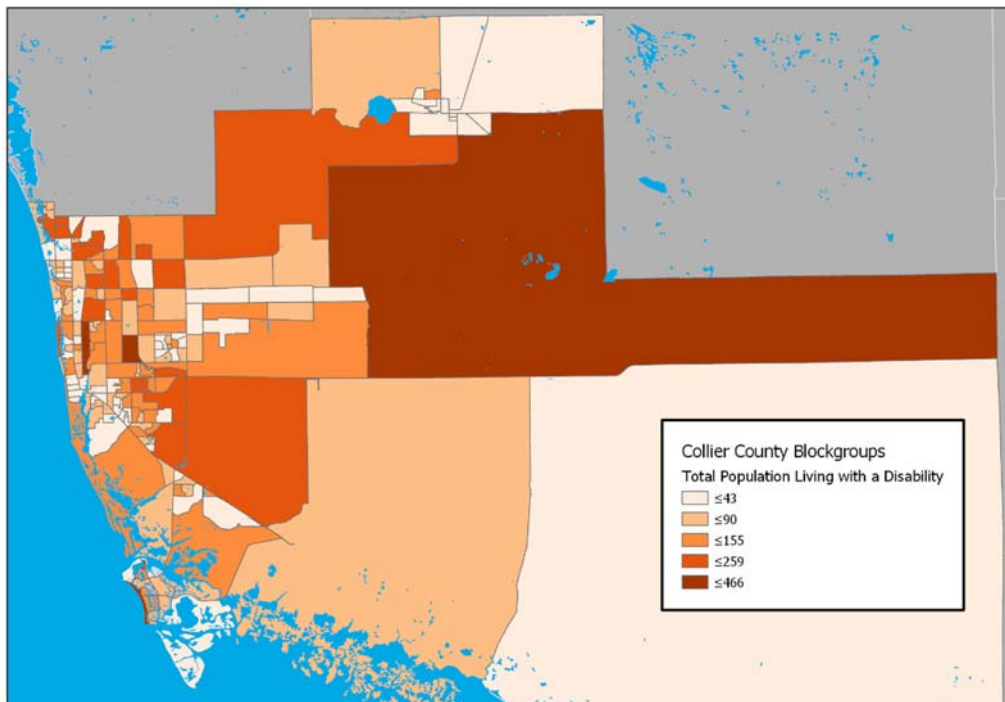 Collier County Blockgroups
Total Population Living with a Disability
≤43
≤90
≤155
≤259
≤466